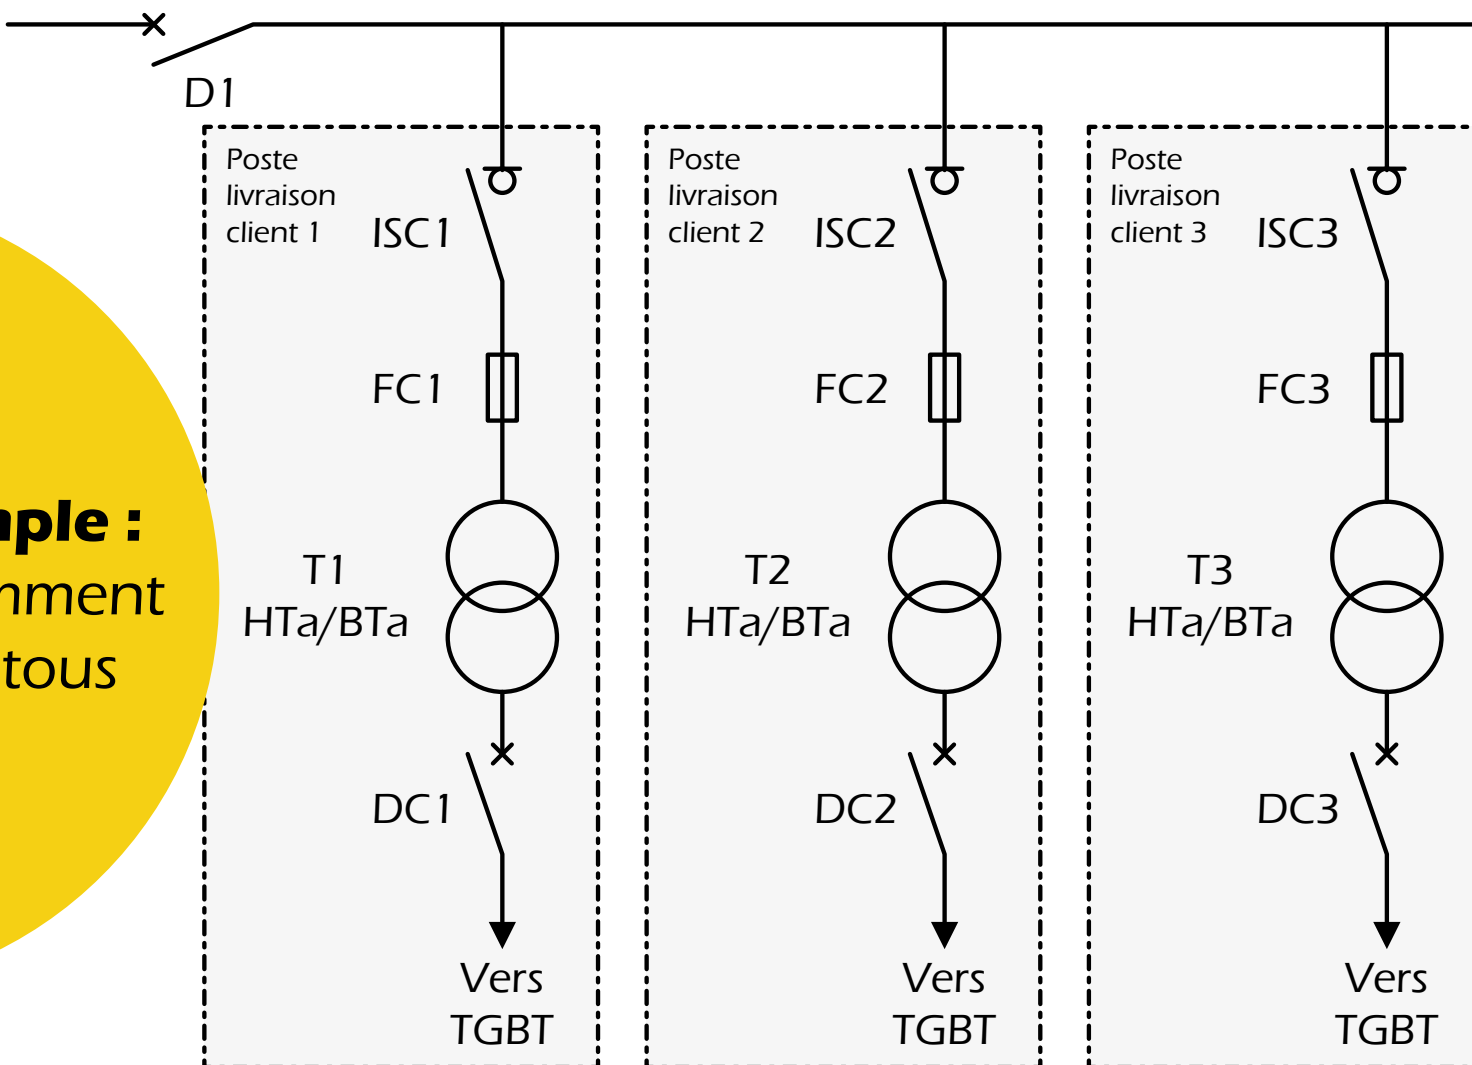 D1
Poste
livraison
client 1
ISC1
FC1
T1
HTa/BTa
DC1
Vers
TGBT
Poste
livraison
client 2
ISC2
FC2
T2
HTa/BTa
DC2
Vers
TGBT
Poste
livraison
client 3
ISC3
FC3
T3
HTa/BTa
DC3
Vers
TGBT
:
tous